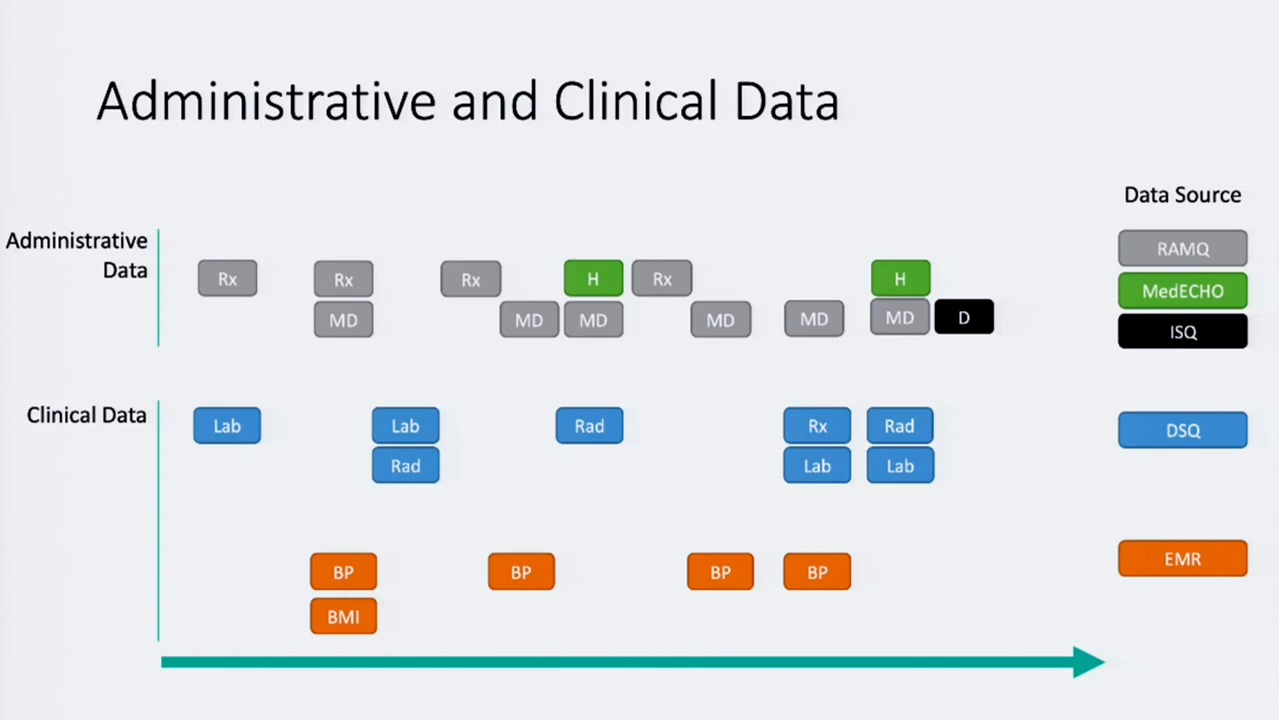 Administrative and Clinical Data
Data Source
Administrative
Data
RAMQ
Rx
Rx
Rx
H
Rx
H
MedECHO
MD
MD
MD
MD
MD
MD
D
ISQ
Clinical Data
Lab
Lab
Rad
Rx
Rad
DSQ
Rad
Lab
Lab
BP
BP
BP
BP
EMR
BMI